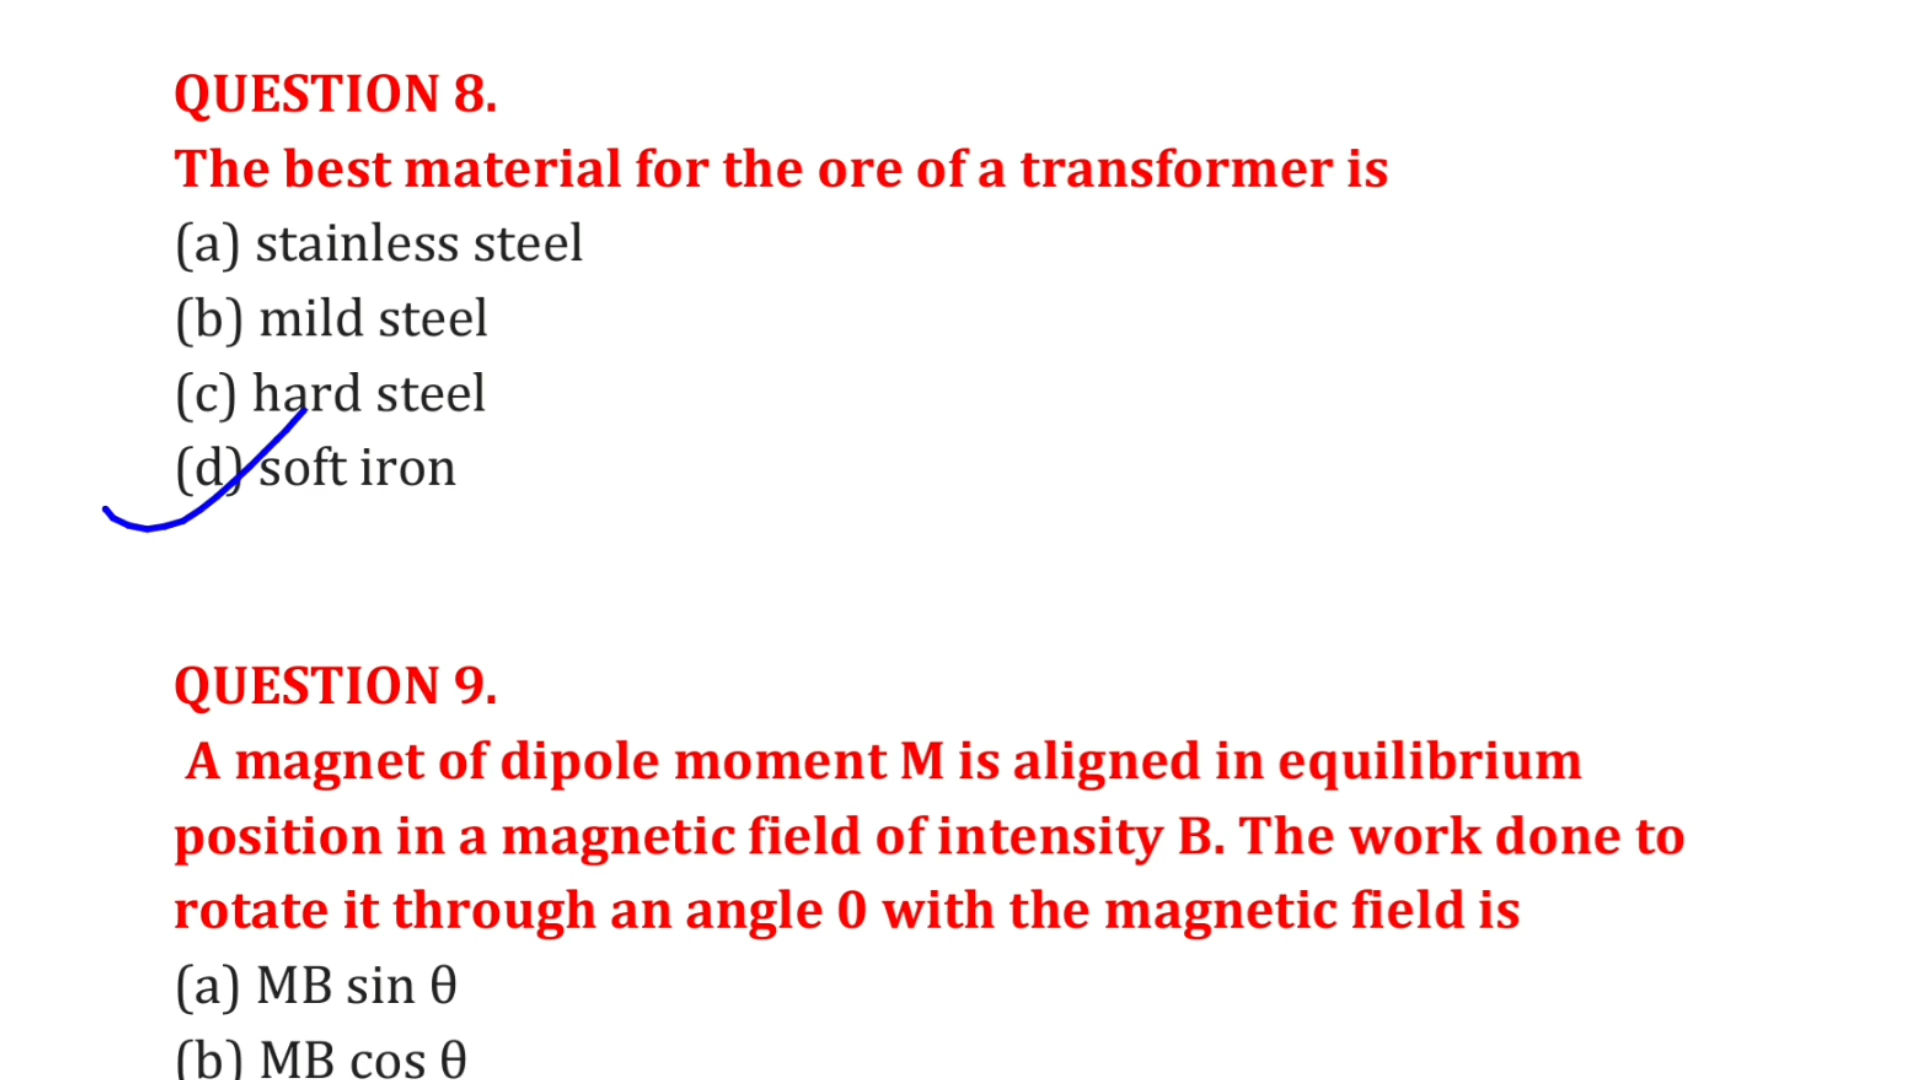 QUESTION 8.
The best material for the ore of a transformer is
(a) stainless steel
(b) mild steel
(c) hard steel
(d) soft iron
QUESTION 9.
A magnet of dipole moment M is aligned in equilibrium
position in a magnetic field of intensity B. The work done to
rotate it through an angle 0 with the magnetic field is
(a) MB sin θ
(b) MB cos θ